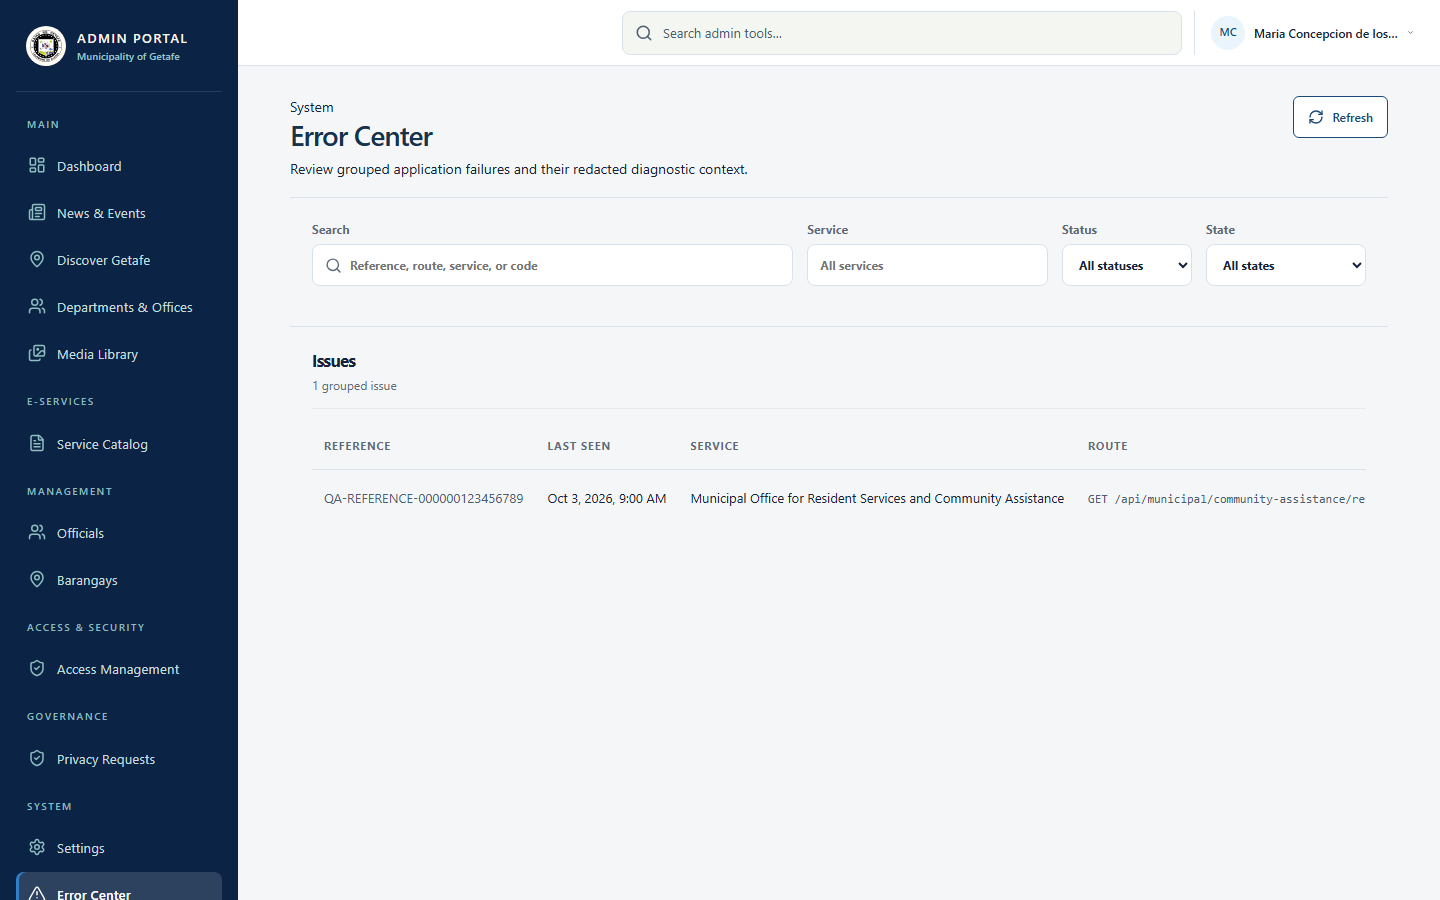 ADMIN PORTAL
Municipality of Getafe
MAIN
Dashboard
News & Events
Discover Getafe
Departments & Offices
Media Library
E-SERVICES
Service Catalog
MANAGEMENT
Officials
Barangays
ACCESS & SECURITY
Access Management
GOVERNANCE
Privacy Requests
SYSTEM
Settings
Error Center
Search admin tools...
MC
Maria Concepcion de los...
System
Error Center
Review grouped application failures and their redacted diagnostic context.
Refresh
Search
Service
Status
State
Reference, route, service, or code
All services
All statuses
All states
Issues
1 grouped issue
REFERENCE
LAST SEEN
SERVICE
ROUTE
QA-REFERENCE-000000123456789
Oct 3, 2026, 9:00 AM
Municipal Office for Resident Services and Community Assistance
GET /api/municipal/community-assistance/re